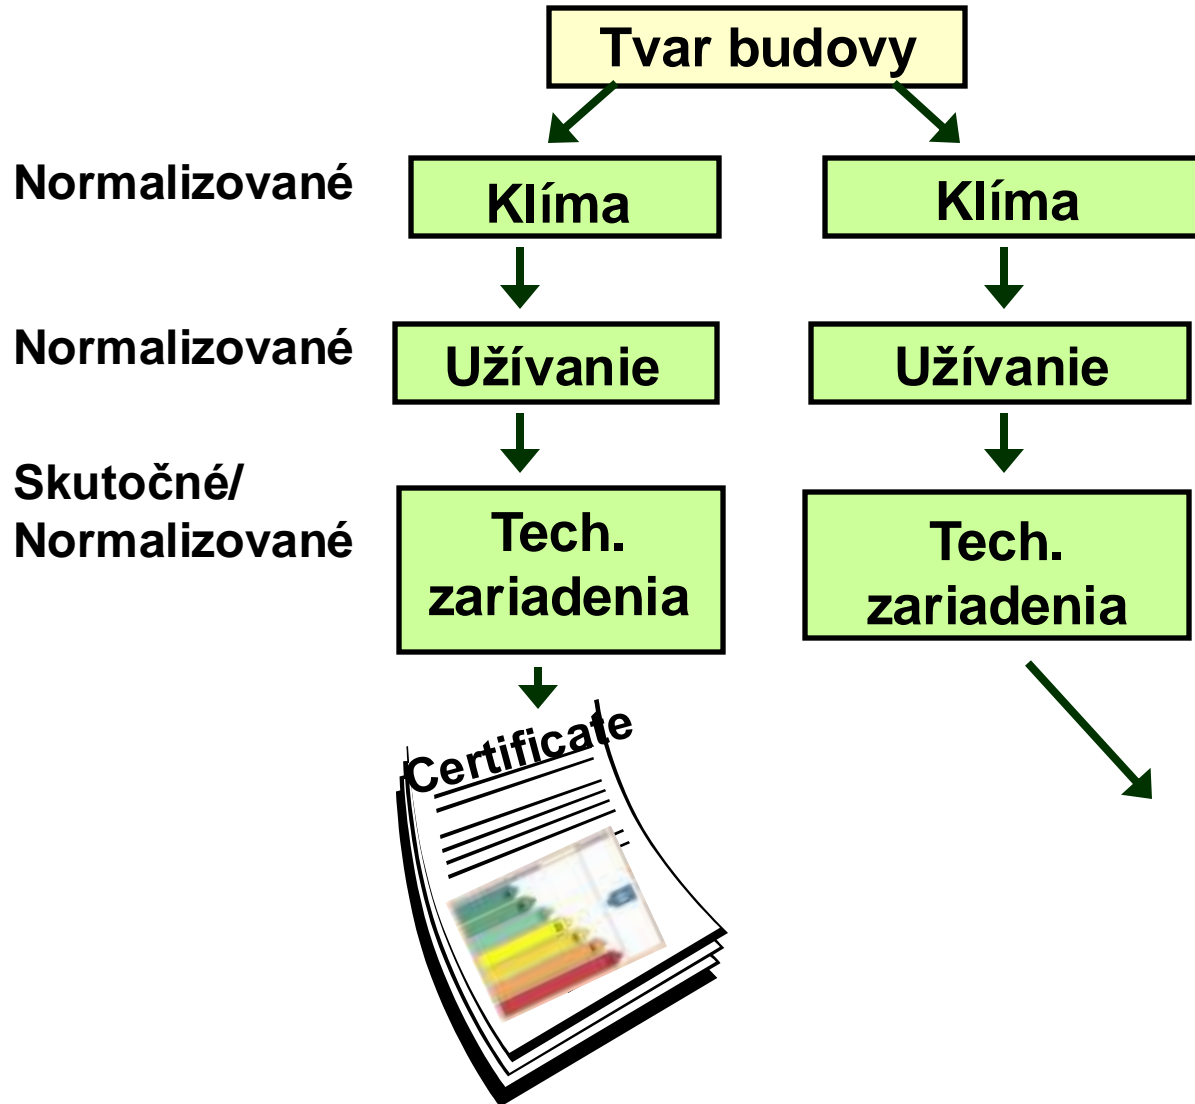 Tvar budovy
Normalizované
Klíma
Klíma
Normalizované
Užívanie
Užívanie
Skutočné/
Normalizované
Tech.
zariadenia
Tech.
zariadenia
Certificate